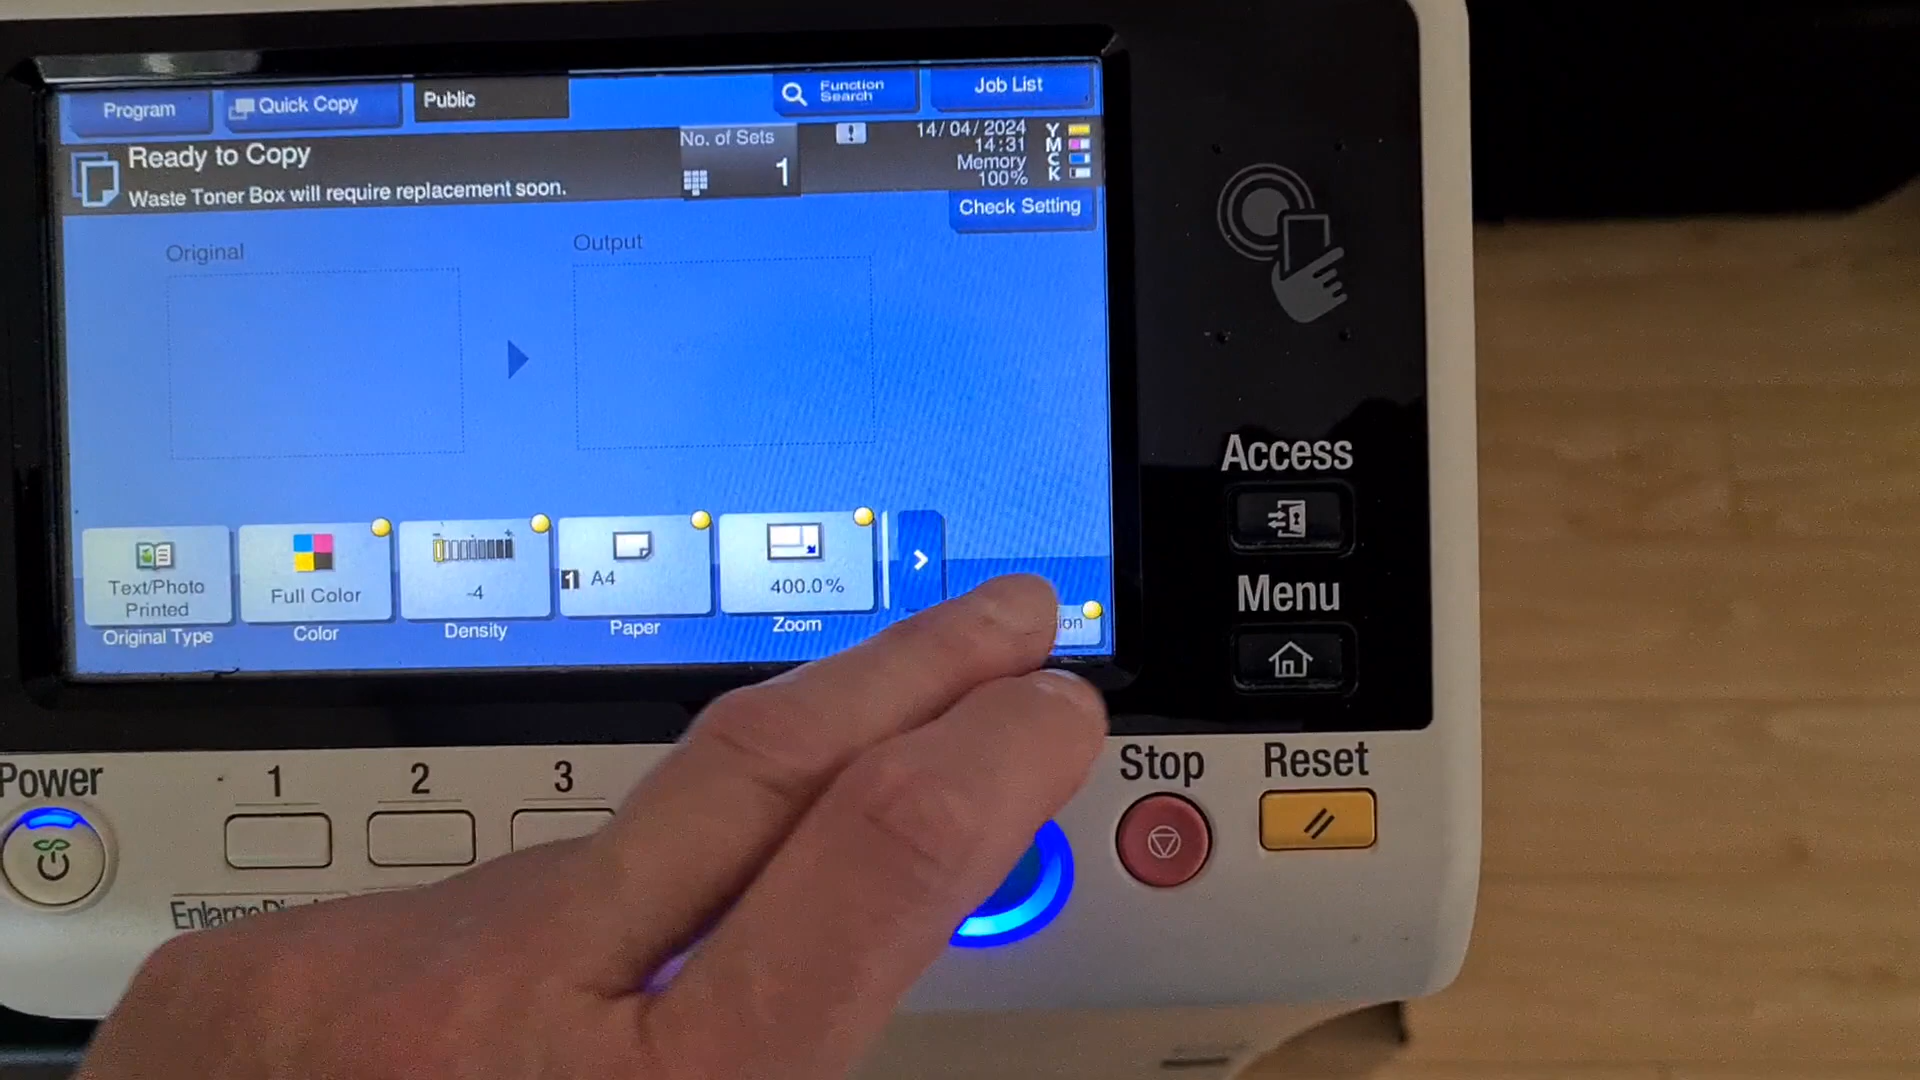 Program
Quick Copy
Public
Function
Search
Job List
Ready to Copy
Waste Toner Box will require replacement soon.
No. of Sets
1
14/04/2024
14:31
Memory
100%
Y
M
C
K
Check Setting
Original
Output
Text/Photo
Printed
Original Type
Full Color
Color
-4
Density
1 A4
Paper
400.0%
Zoom
Access
Menu
Power
1
2
3
Stop
Reset